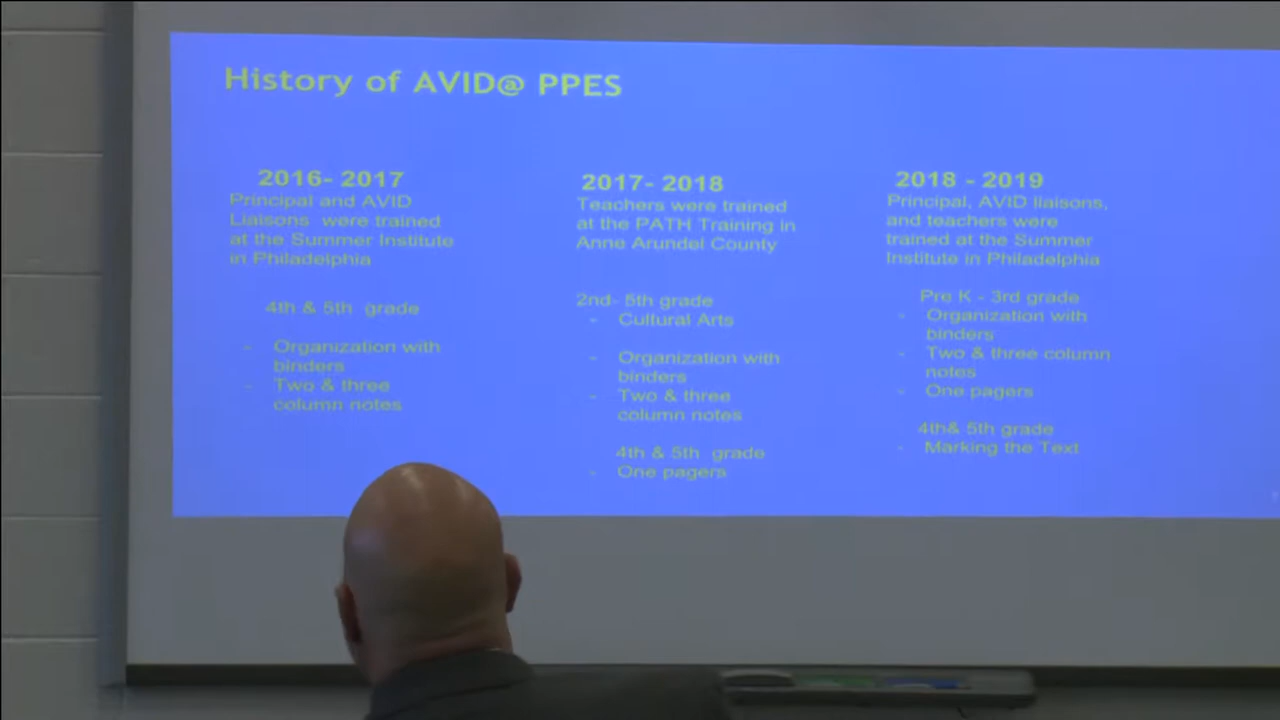 History of AVID@ PPES
2016- 2017
Principal and AVID
Liaisons were trained
at the Summer Institute
in Philadelphia
4th & 5th grade
- Organization with
binders
- Two & three
column notes
2017- 2018
Teachers were trained
at the PATH Training in
Anne Arundel County
2nd- 5th grade
- Cultural Arts
- Organization with
binders
- Two & three
column notes
4th & 5th grade
- One pagers
2018 - 2019
Principal, AVID liaisons,
and teachers were
trained at the Summer
Institute in Philadelphia
Pre K - 3rd grade
- Organization with
binders
- Two & three column
notes
- One pagers
4th& 5th grade
- Marking the Text